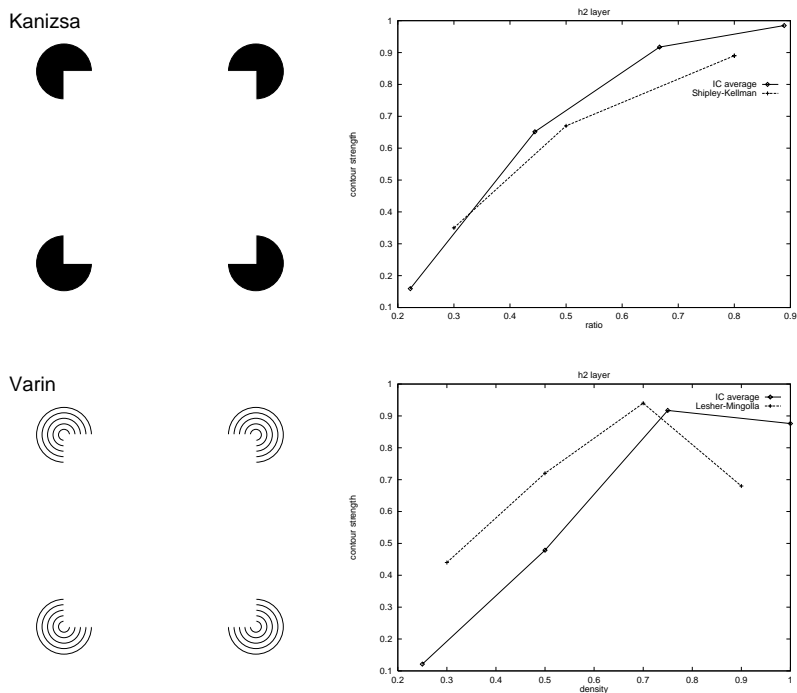 Kanizsa
h2 layer
1
0.9
0.8
0.7
0.6
0.5
0.4
0.3
0.2
0.1
contour strength
IC average
Shipley-Kellman
0.2 0.3 0.4 0.5 0.6 0.7 0.8 0.9
ratio
Varin
h2 layer
1
0.9
0.8
0.7
0.6
0.5
0.4
0.3
0.2
0.1
contour strength
IC average
Lesher-Mingolla
0.2 0.3 0.4 0.5 0.6 0.7 0.8 0.9 1
density